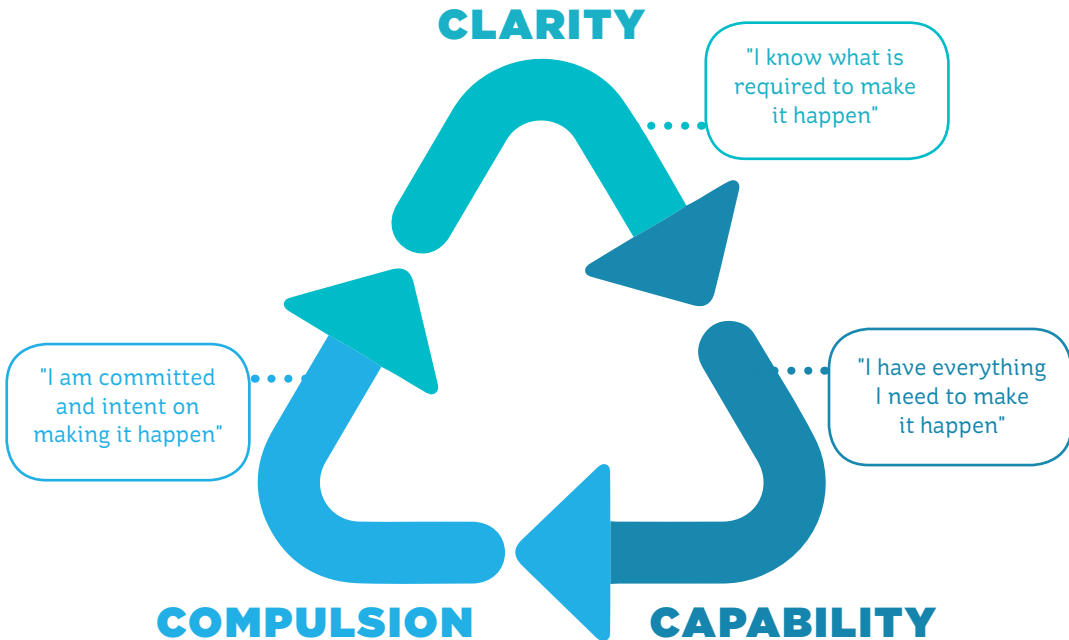 CLARITY
"I know what is
required to make
it happen"
"I am committed
and intent on
making it happen"
"I have everything
I need to make
it happen"
COMPULSION
CAPABILITY